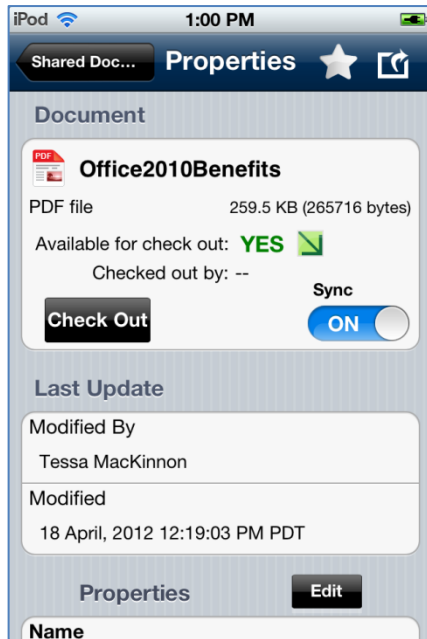 iPod 1:00 PM
Shared Doc... Properties
Document
PDF Office2010Benefits
PDF file 259.5 KB (265716 bytes)
Available for check out: YES
Checked out by: --
Sync
Check Out ON
Last Update
Modified By
Tessa MacKinnon
Modified
18 April, 2012 12:19:03 PM PDT
Properties Edit
Name